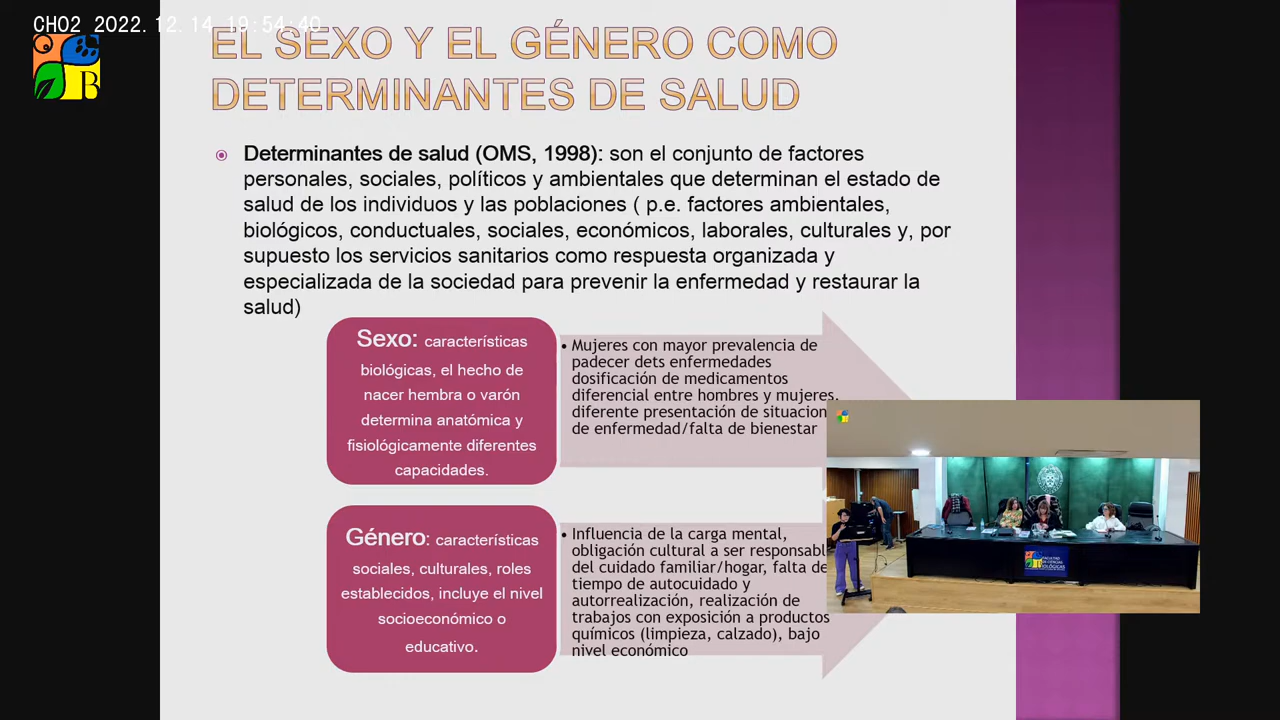 CH02 2022.12.14 19:54:40
EL SEXO Y EL GÉNERO COMO
DETERMINANTES DE SALUD
B
Determinantes de salud (OMS, 1998): son el conjunto de factores
personales, sociales, políticos y ambientales que determinan el estado de
salud de los individuos y las poblaciones ( p.e. factores ambientales,
biológicos, conductuales, sociales, económicos, laborales, culturales y, por
supuesto los servicios sanitarios como respuesta organizada y
especializada de la sociedad para prevenir la enfermedad y restaurar la
salud)
Sexo: características
biológicas, el hecho de
nacer hembra o varón
determina anatómica y
fisiológicamente diferentes
capacidades.
• Mujeres con mayor prevalencia de
padecer dets enfermedades
dosificación de medicamentos
diferencial entre hombres y mujeres,
diferente presentación de situacion
de enfermedad/falta de bienestar
Género: características
sociales, culturales, roles
establecidos, incluye el nivel
socioeconómico o
educativo.
• Influencia de la carga mental,
obligación cultural a ser responsabl
del cuidado familiar/hogar, falta de
tiempo de autocuidado y
autorrealización, realización de
trabajos con exposición a productos
químicos (limpieza, calzado), bajo
nivel económico
FACULTAD
DE CIENCIAS
BIOLÓGICAS